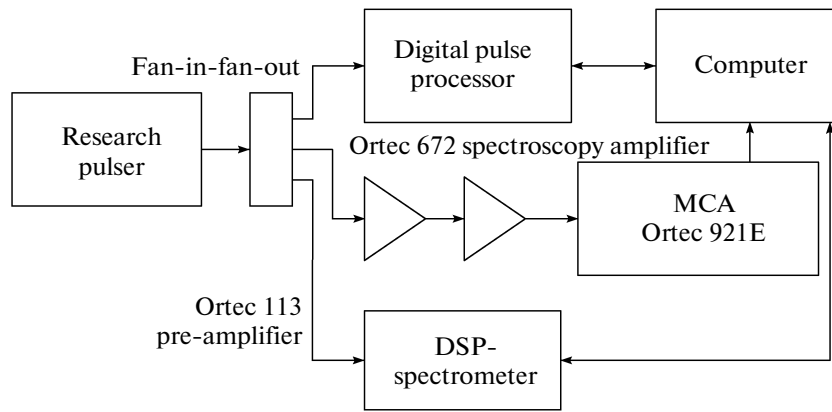 Fan-in-fan-out
Digital pulse
processor
Computer
Research
pulser
Ortec 672 spectroscopy amplifier
MCA
Ortec 921E
Ortec 113
pre-amplifier
DSP-
spectrometer